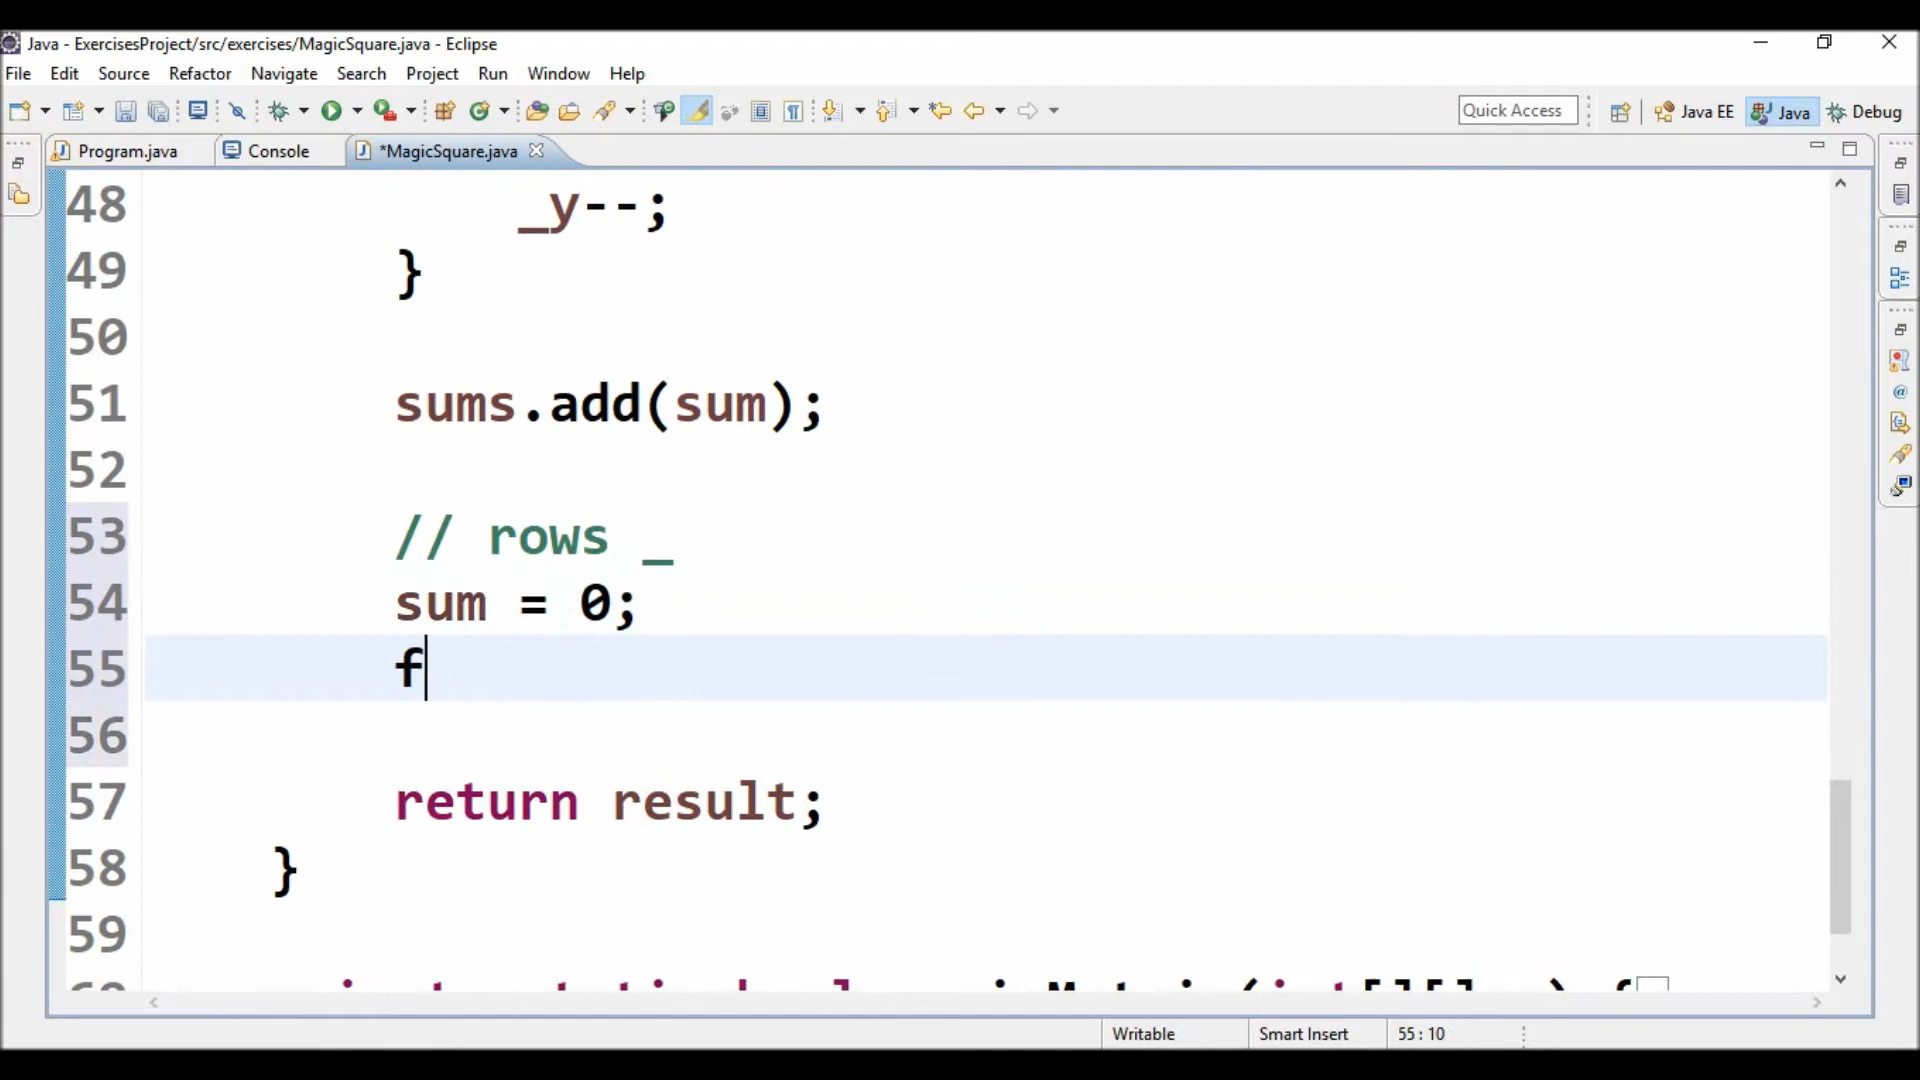 Java - ExercisesProject/src/exercises/MagicSquare.java - Eclipse
File Edit Source Refactor Navigate Search Project Run Window Help
Quick Access Java EE Java Debug
Program.java Console *MagicSquare.java
48 _y--;
49 }
50
51 sums.add(sum);
52
53 // rows _
54 sum = 0;
55 f
56
57 return result;
58 }
59
Writable Smart Insert 55 : 10